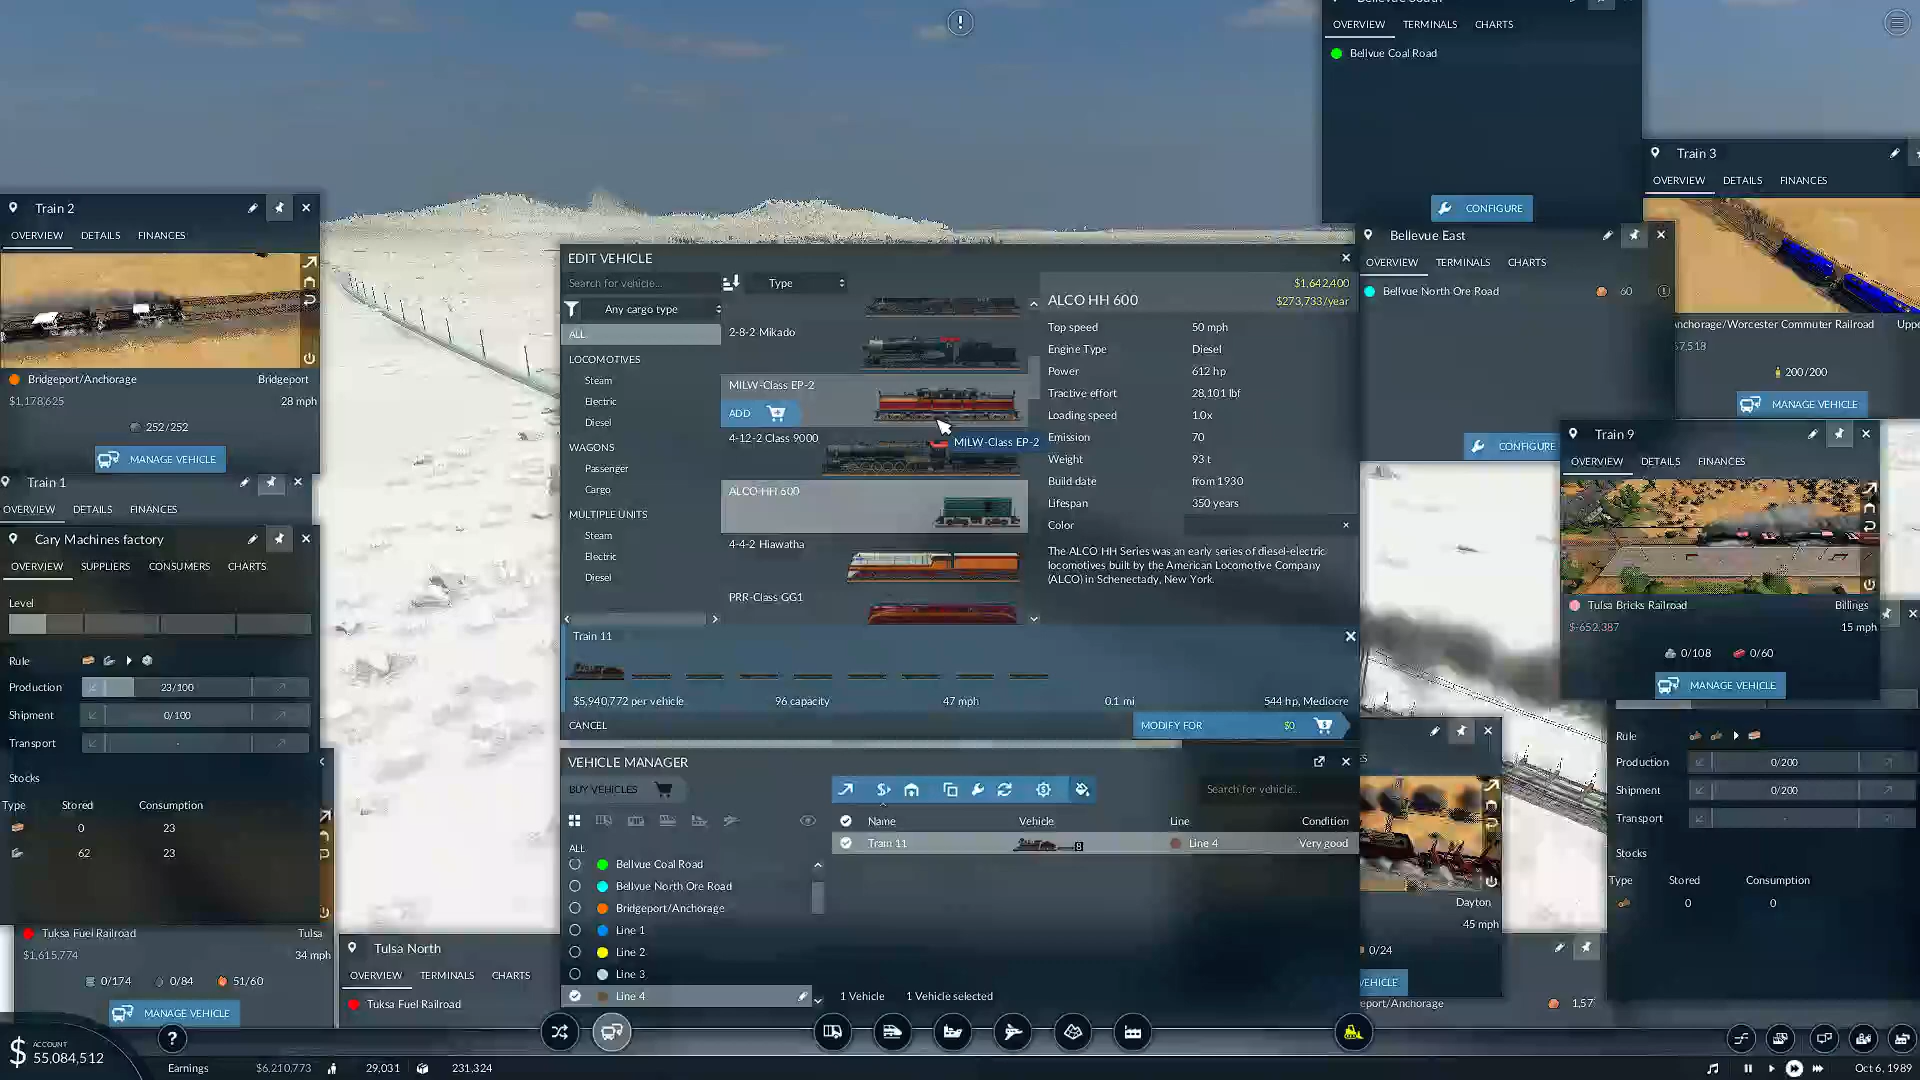 Bellevue South
OVERVIEW TERMINALS CHARTS
Bellvue Coal Road
CONFIGURE
Train 3
OVERVIEW DETAILS FINANCES
nchorage/Worcester Commuter Railroad
7,518
200/200
MANAGE VEHICLE
Train 2
OVERVIEW DETAILS FINANCES
Bridgeport/Anchorage Bridgeport
$1,178,625 28 mph
252/252
MANAGE VEHICLE
Train 1
OVERVIEW DETAILS FINANCES
Cary Machines factory
OVERVIEW SUPPLIERS CONSUMERS CHARTS
Level
Rule
Production 23/100
Shipment 0/100
Transport -
Stocks
Type Stored Consumption
0 23
62 23
Tuksa Fuel Railroad Tulsa
$1,615,774 34 mph
0/174 0/84 51/60
MANAGE VEHICLE
Tulsa North
OVERVIEW TERMINALS CHARTS
Tuksa Fuel Railroad
EDIT VEHICLE
Search for vehicle... Type
Any cargo type
ALL
LOCOMOTIVES
Steam
Electric
Diesel
WAGONS
Passenger
Cargo
MULTIPLE UNITS
Steam
Electric
Diesel
2-8-2 Mikado
MILW-Class EP-2
ADD
MILW-Class EP-2
4-12-2 Class 9000
ALCO HH 600
4-4-2 Hiawatha
PRR-Class GG1
ALCO HH 600
$1,642,400
$273,733/year
Top speed 50 mph
Engine Type Diesel
Power 612 hp
Tractive effort 28,101 lbf
Loading speed 1.0x
Emission 70
Weight 93 t
Build date from 1930
Lifespan 350 years
Color
The ALCO HH Series was an early series of diesel-electric
locomotives built by the American Locomotive Company
(ALCO) in Schenectady, New York.
Train 11
$5,940,772 per vehicle 96 capacity 47 mph 0.1 mi 544 hp, Mediocre
CANCEL MODIFY FOR $0
VEHICLE MANAGER
BUY VEHICLES Search for vehicle...
Name Vehicle Line Condition
Train 11 8 Line 4 Very good
ALL
Bellvue Coal Road
Bellvue North Ore Road
Bridgeport/Anchorage
Line 1
Line 2
Line 3
Line 4
1 Vehicle 1 Vehicle selected
Bellevue East
OVERVIEW TERMINALS CHARTS
Bellvue North Ore Road 60
CONFIGURE
Train 9
OVERVIEW DETAILS FINANCES
Tulsa Bricks Railroad Billings
$-652,387 15 mph
0/108 0/60
MANAGE VEHICLE
Dayton
45 mph
0/24
EHICLE
eport/Anchorage 1,57
Rule
Production 0/200
Shipment 0/200
Transport -
Stocks
Type Stored Consumption
0 0
ACCOUNT
$ 55,084,512
?
Earnings $6,210,773 29,031 231,324
Oct 6, 1989